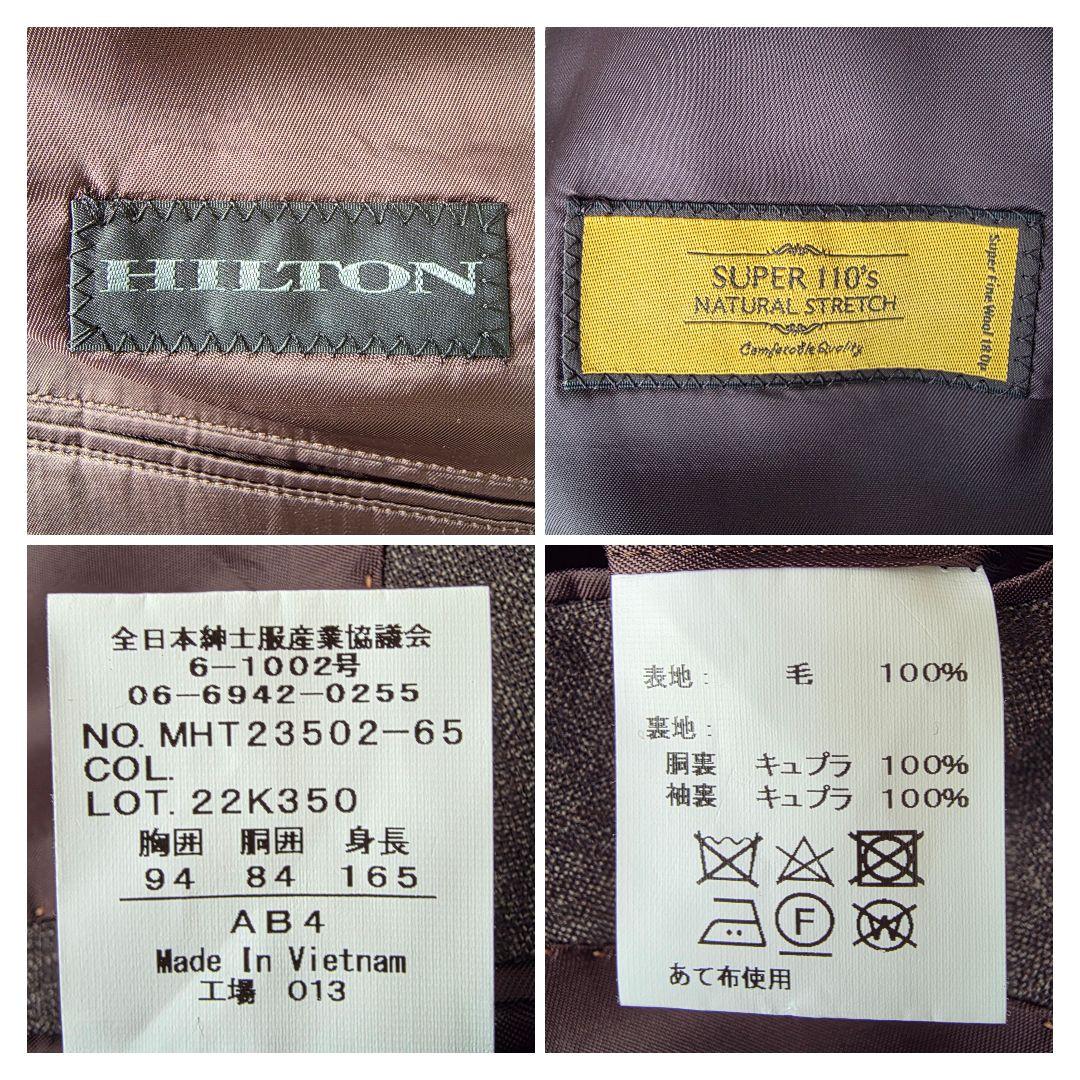 HILTON
SUPER 110's
NATURAL STRETCH
Comforable Quality
Super Fine Wool 18.0μ
全日本紳士服産業協議会
6-1002号
06-6942-0255
NO. MHT23502-65
COL.
LOT. 22K350
胸囲 胴囲 身長
94 84 165
AB4
Made In Vietnam
工場 013
表地: 毛 100%
裏地:
胴裏 キュプラ 100%
袖裏 キュプラ 100%
F W
あて布使用